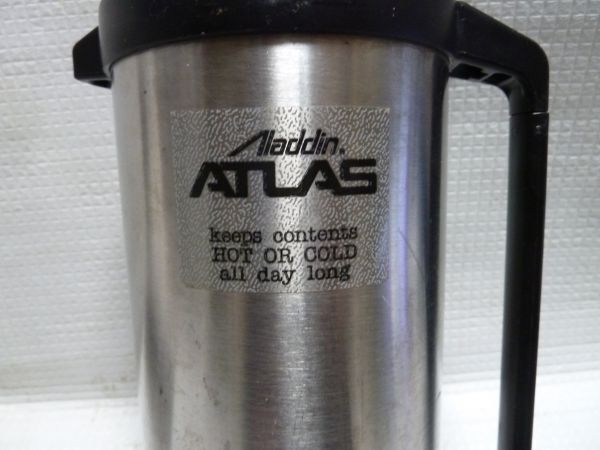 Aladdin.
ATLAS
keeps contents
HOT OR COLD
all day long